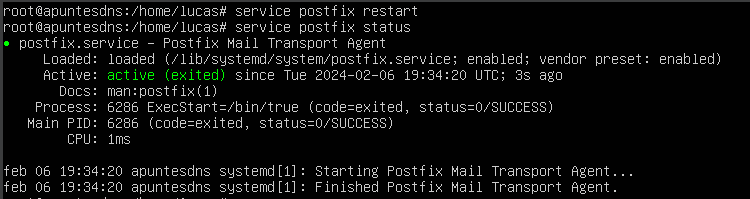 root@apuntesdns:/home/lucas# service postfix restart
root@apuntesdns:/home/lucas# service postfix status
● postfix.service - Postfix Mail Transport Agent
Loaded: loaded (/lib/systemd/system/postfix.service; enabled; vendor preset: enabled)
Active: active (exited) since Tue 2024-02-06 19:34:20 UTC; 3s ago
Docs: man:postfix(1)
Process: 6286 ExecStart=/bin/true (code=exited, status=0/SUCCESS)
Main PID: 6286 (code=exited, status=0/SUCCESS)
CPU: 1ms
feb 06 19:34:20 apuntesdns systemd[1]: Starting Postfix Mail Transport Agent...
feb 06 19:34:20 apuntesdns systemd[1]: Finished Postfix Mail Transport Agent.